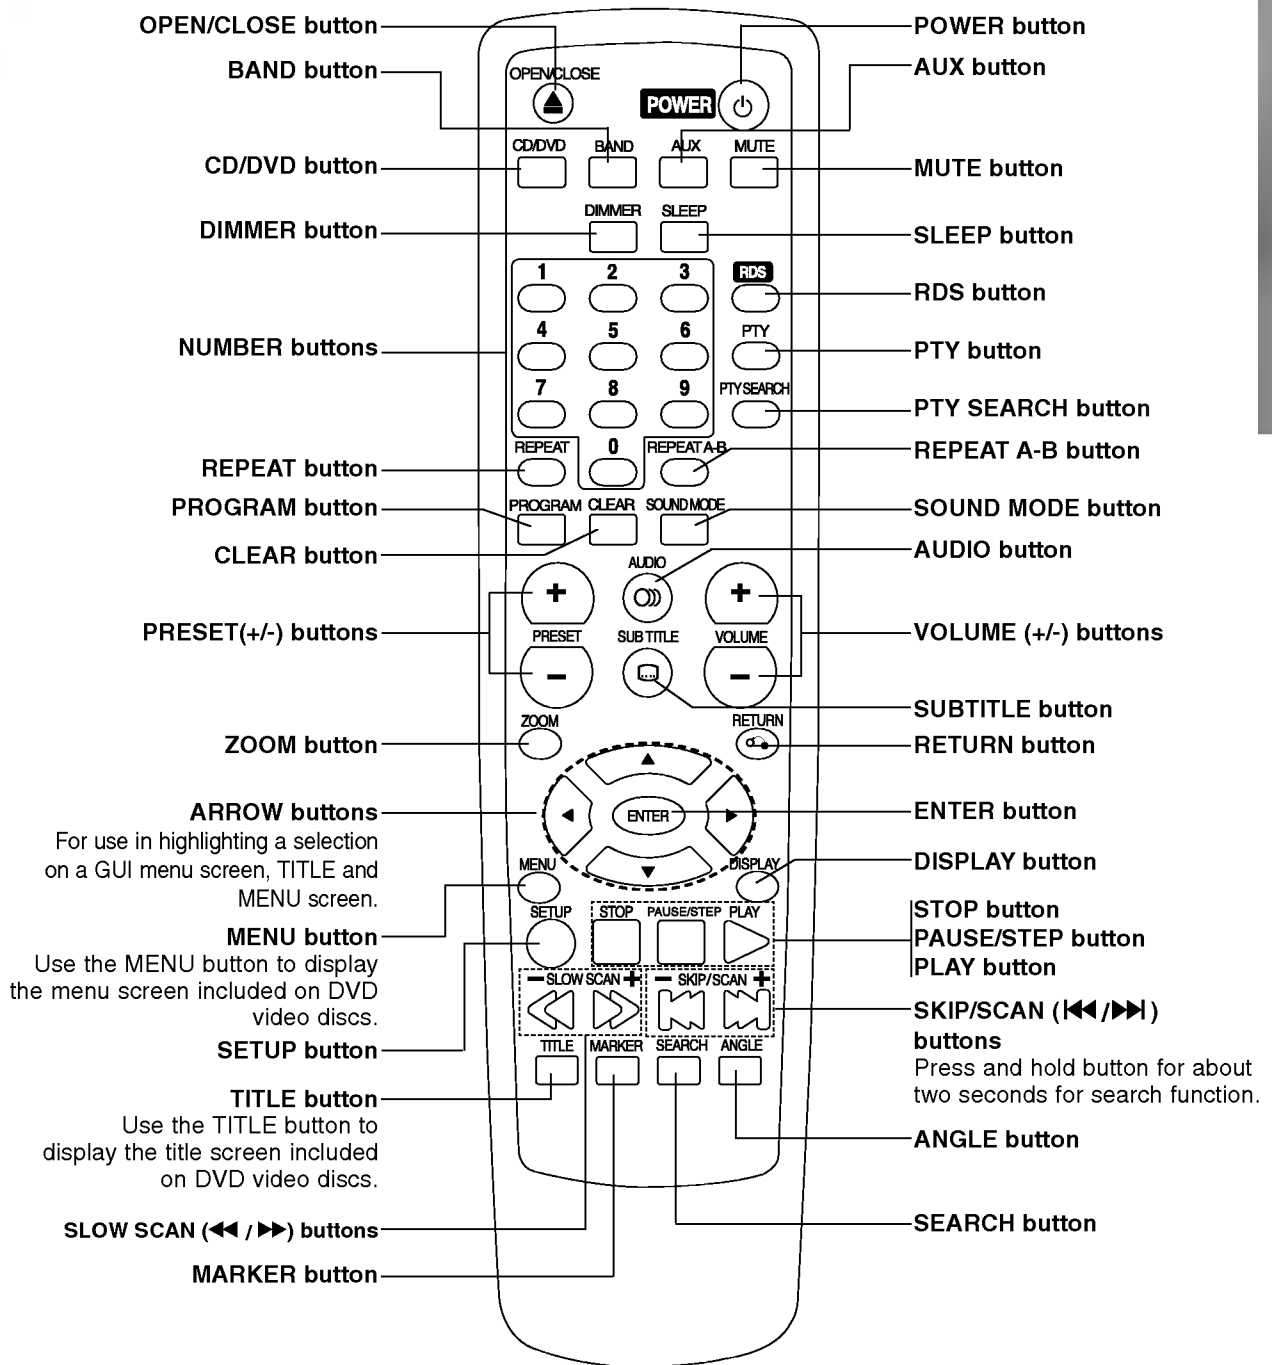 OPEN/CLOSE button
BAND button
CD/DVD button
DIMMER button
NUMBER buttons
REPEAT button
PROGRAM button
CLEAR button
PRESET(+/-) buttons
ZOOM button
ARROW buttons
For use in highlighting a selection
on a GUI menu screen, TITLE and
MENU screen.
MENU button
Use the MENU button to display
the menu screen included on DVD
video discs.
SETUP button
TITLE button
Use the TITLE button to
display the title screen included
on DVD video discs.
SLOW SCAN (◀◀ / ▶▶) buttons
MARKER button
OPEN/CLOSE
POWER
CD/DVD BAND AUX MUTE
DIMMER SLEEP
1 2 3 RDS
4 5 6 PTY
7 8 9 PTY SEARCH
REPEAT 0 REPEAT A-B
PROGRAM CLEAR SOUND MODE
AUDIO
+ +
PRESET SUB TITLE VOLUME
− −
ZOOM RETURN
▲
◀ ENTER ▶
▼
MENU DISPLAY
SETUP STOP PAUSE/STEP PLAY
− SLOW SCAN + − SKIP/SCAN +
TITLE MARKER SEARCH ANGLE
POWER button
AUX button
MUTE button
SLEEP button
RDS button
PTY button
PTY SEARCH button
REPEAT A-B button
SOUND MODE button
AUDIO button
VOLUME (+/-) buttons
SUBTITLE button
RETURN button
ENTER button
DISPLAY button
STOP button
PAUSE/STEP button
PLAY button
SKIP/SCAN (|◀◀ /▶▶| )
buttons
Press and hold button for about
two seconds for search function.
ANGLE button
SEARCH button